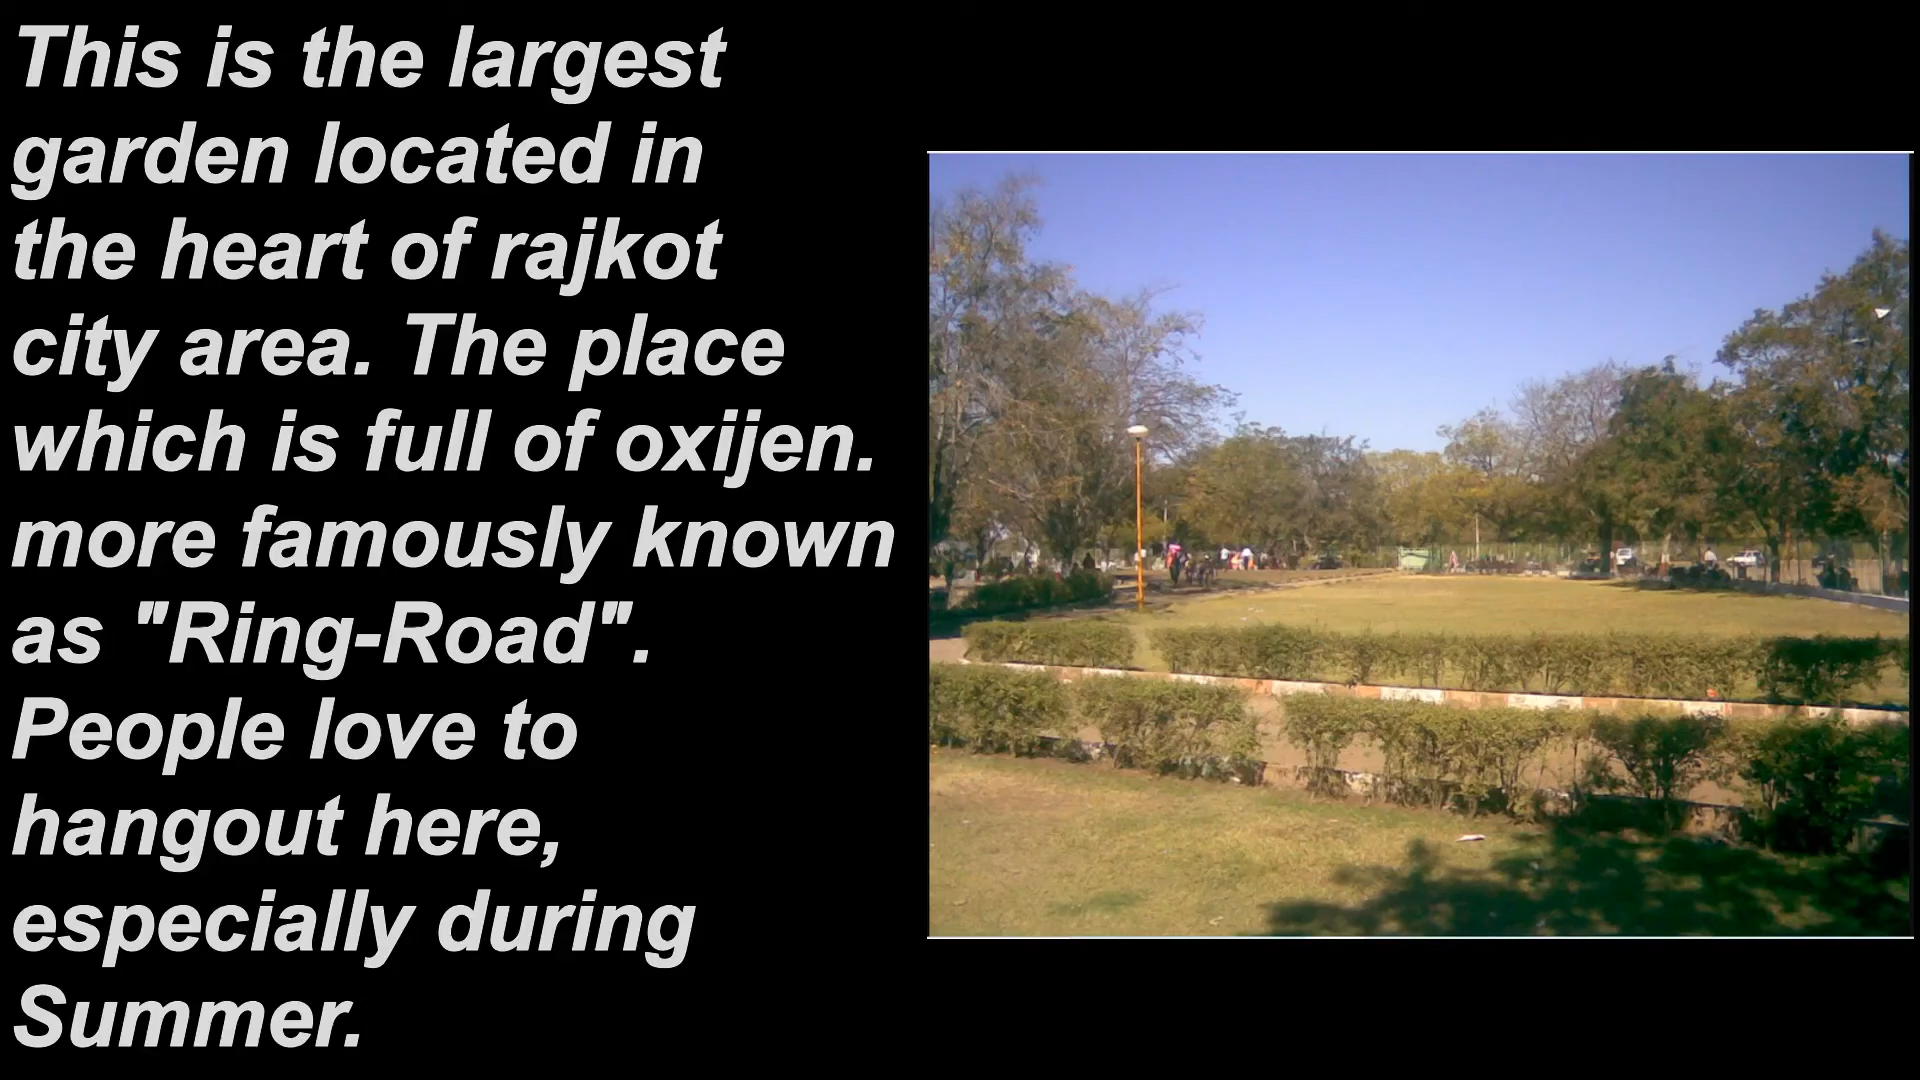 This is the largest
garden located in
the heart of rajkot
city area. The place
which is full of oxijen.
more famously known
as "Ring-Road".
People love to
hangout here,
especially during
Summer.